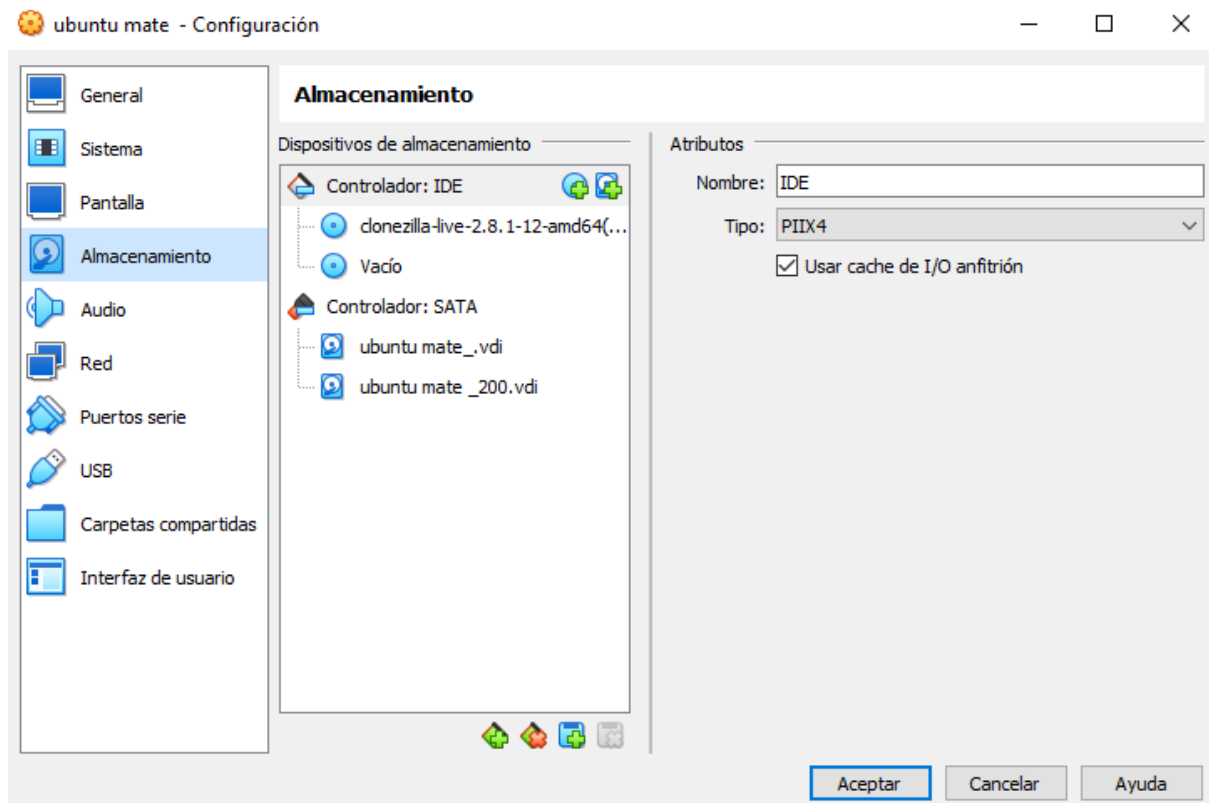 ubuntu mate - Configuración
General
Sistema
Pantalla
Almacenamiento
Audio
Red
Puertos serie
USB
Carpetas compartidas
Interfaz de usuario
Almacenamiento
Dispositivos de almacenamiento
Controlador: IDE
clonezilla-live-2.8.1-12-amd64(...
Vacío
Controlador: SATA
ubuntu mate_.vdi
ubuntu mate _200.vdi
Atributos
Nombre: IDE
Tipo: PIIX4
Usar cache de I/O anfitrión
Aceptar Cancelar Ayuda